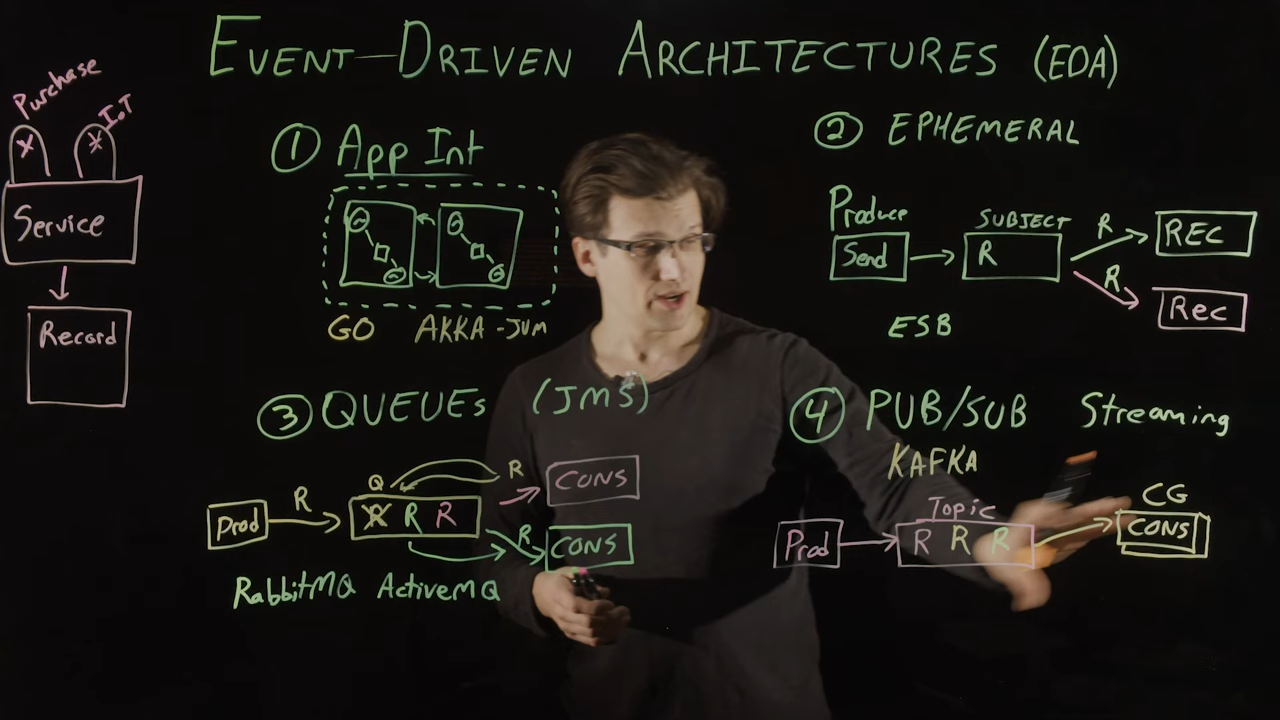 EVENT-DRIVEN ARCHITECTURES (EDA)
Purchase
IoT
x
*
Service
Record
① App Int
GO AKKA-JVM
② EPHEMERAL
Produce
Send
SUBJECT
R
R
REC
R
Rec
ESB
③ QUEUEs (JMS)
Prod
R
Q
R R R
R
CONS
R
CONS
RabbitMQ ActiveMQ
④ PUB/SUB Streaming
KAFKA
Prod
Topic
R R R
CG
CONS